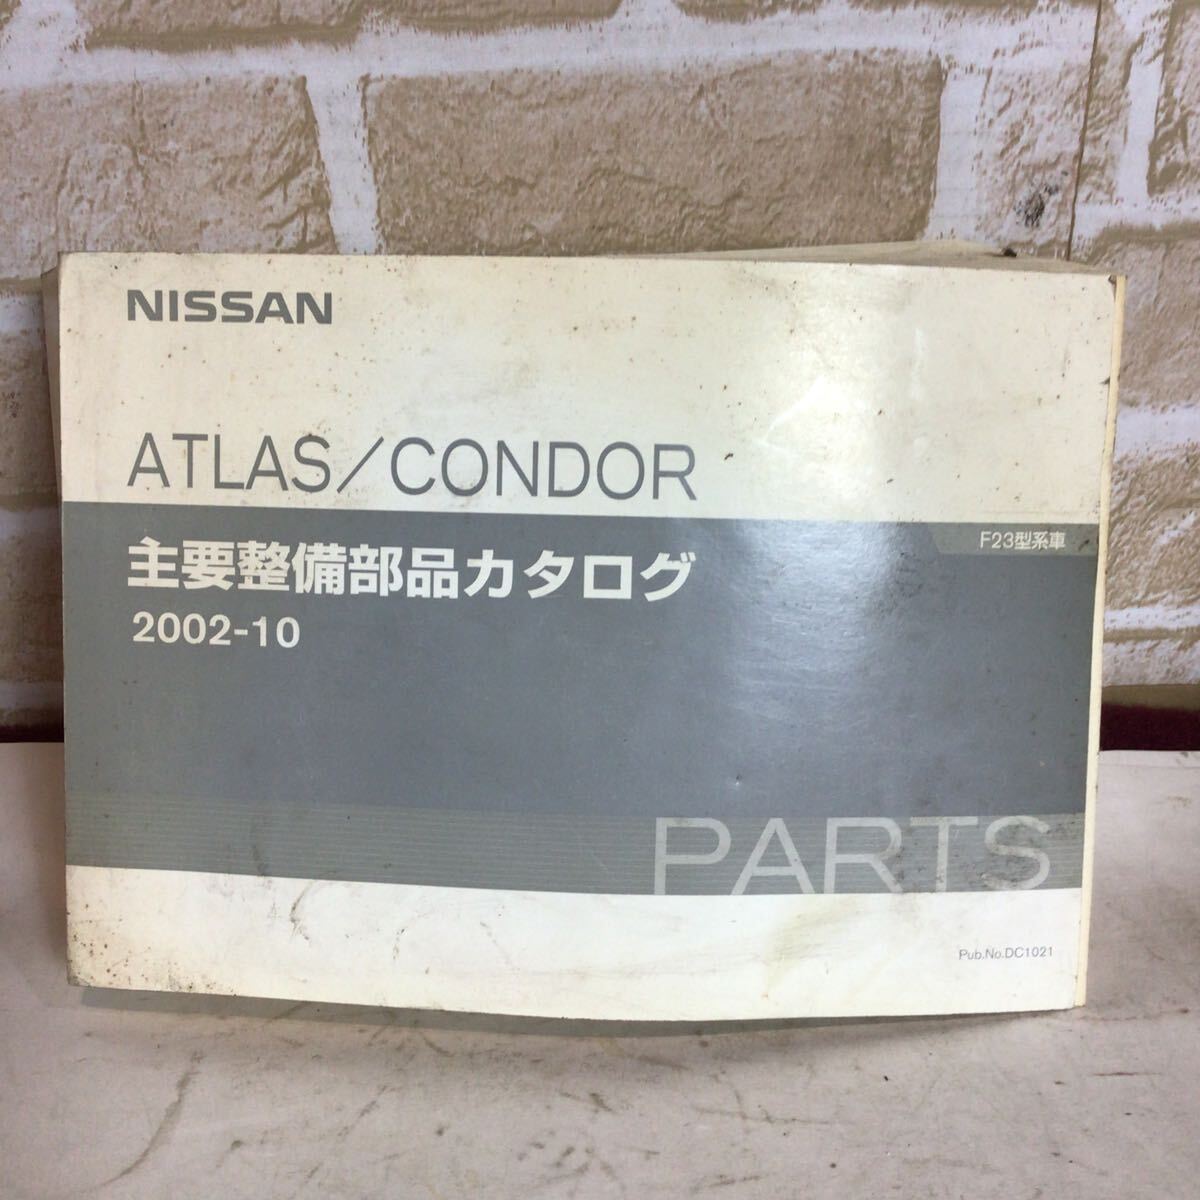 NISSAN
ATLAS/CONDOR
F23型系車
主要整備部品カタログ
2002-10
PARTS
Pub.No.DC1021